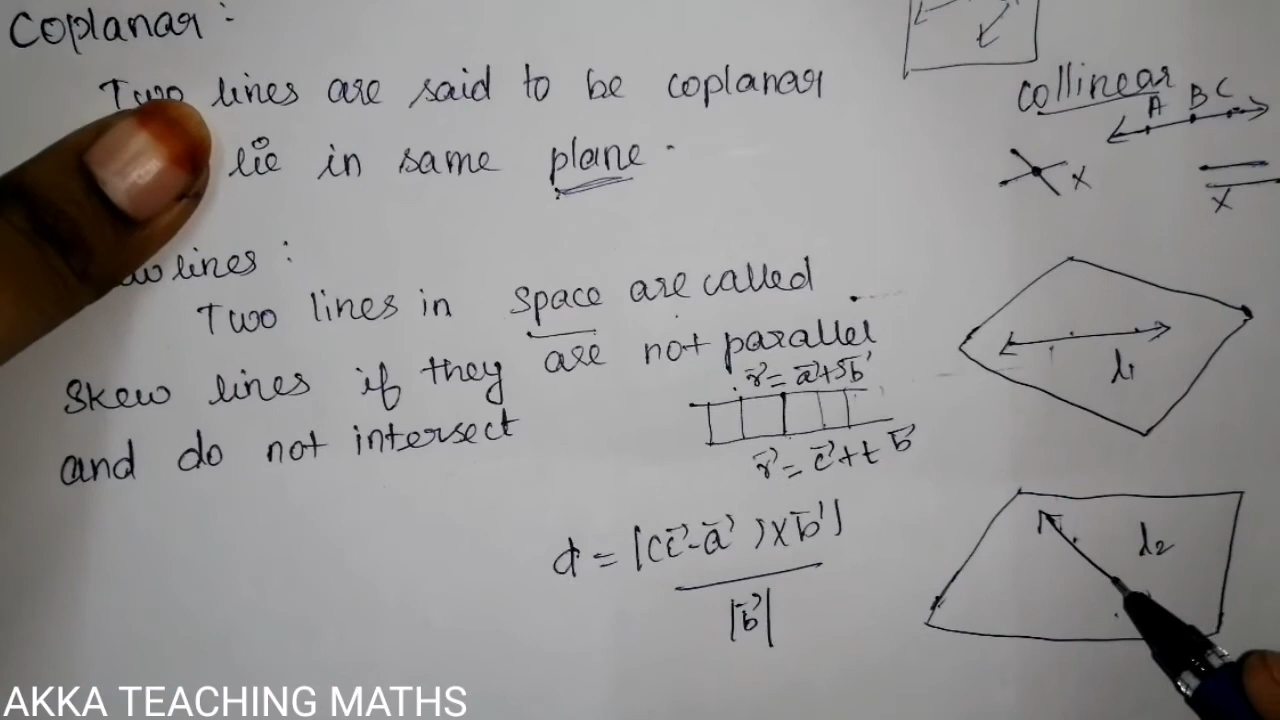 Coplanar:
Two lines are said to be coplanar
lie in same plane.
lines:
Two lines in space are called
skew lines if they are not parallel
and do not intersect
r⃗ = a⃗ + s b⃗
r⃗ = c⃗ + t b⃗
d = |(c⃗ - a⃗) × b⃗|
|b⃗|
collinear
A B C
X
X
l₁
l₂
AKKA TEACHING MATHS